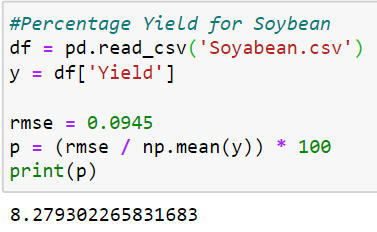 #Percentage Yield for Soybean
df = pd.read_csv('Soyabean.csv')
y = df['Yield']
rmse = 0.0945
p = (rmse / np.mean(y)) * 100
print(p)
8.279302265831683